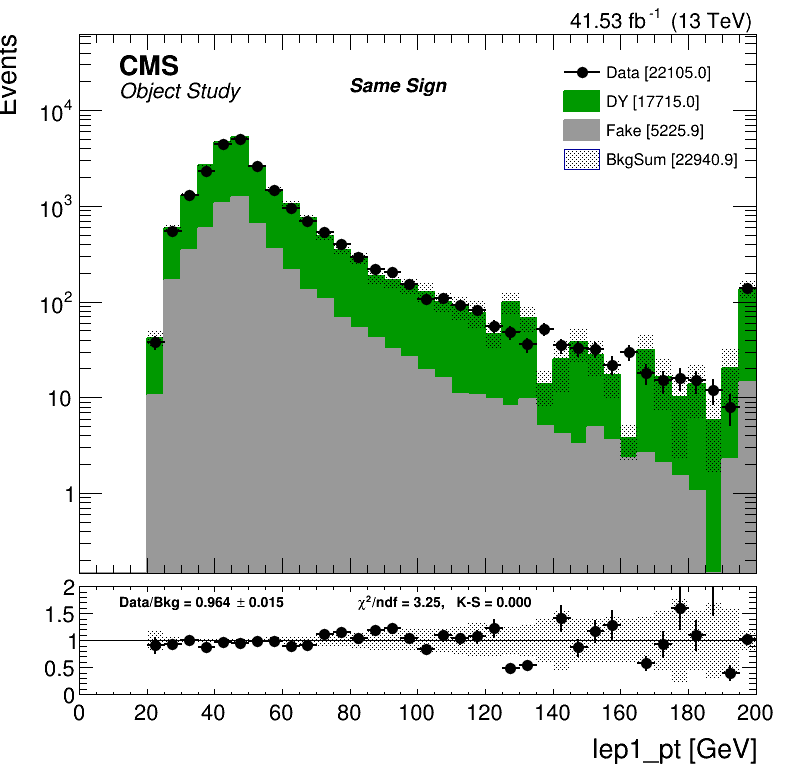 41.53 fb⁻¹ (13 TeV)
Events
CMS
Object Study
Same Sign
Data [22105.0]
DY [17715.0]
Fake [5225.9]
BkgSum [22940.9]
10⁴
10³
10²
10
1
Data/Bkg = 0.964 ± 0.015
χ²/ndf = 3.25, K-S = 0.000
2
1.5
1
0.5
0
0 20 40 60 80 100 120 140 160 180 200
lep1_pt [GeV]